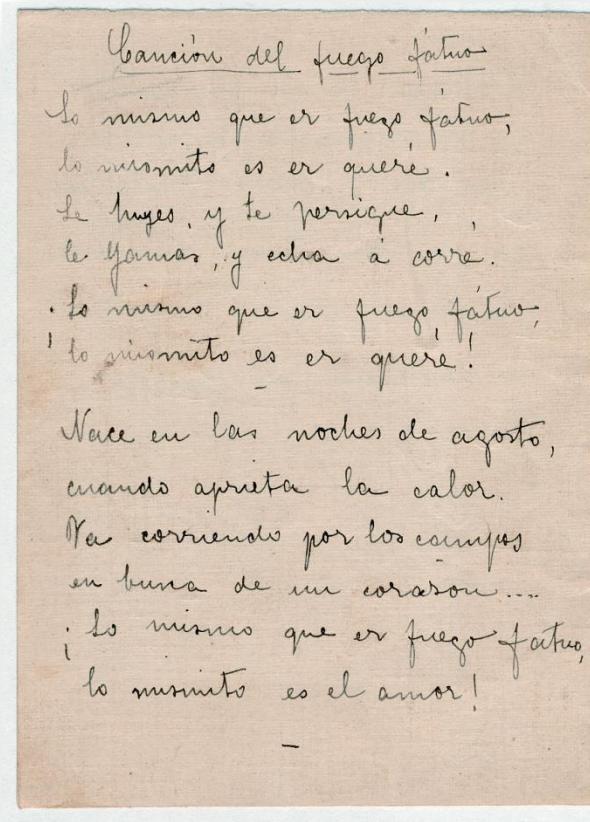 Canción del fuego fátuo
Lo mismo que er fuego fátuo,
lo mismito es er queré.
Le huyes, y te persigue,
le yamas, y echa á corré.
¡Lo mismo que er fuego fátuo,
lo mismito es er queré!
Nace en las noches de agosto,
cuando aprieta la calor.
Va corriendo por los campos
en busca de un corasón....
¡Lo mismo que er fuego fatuo,
lo mismito es el amor!